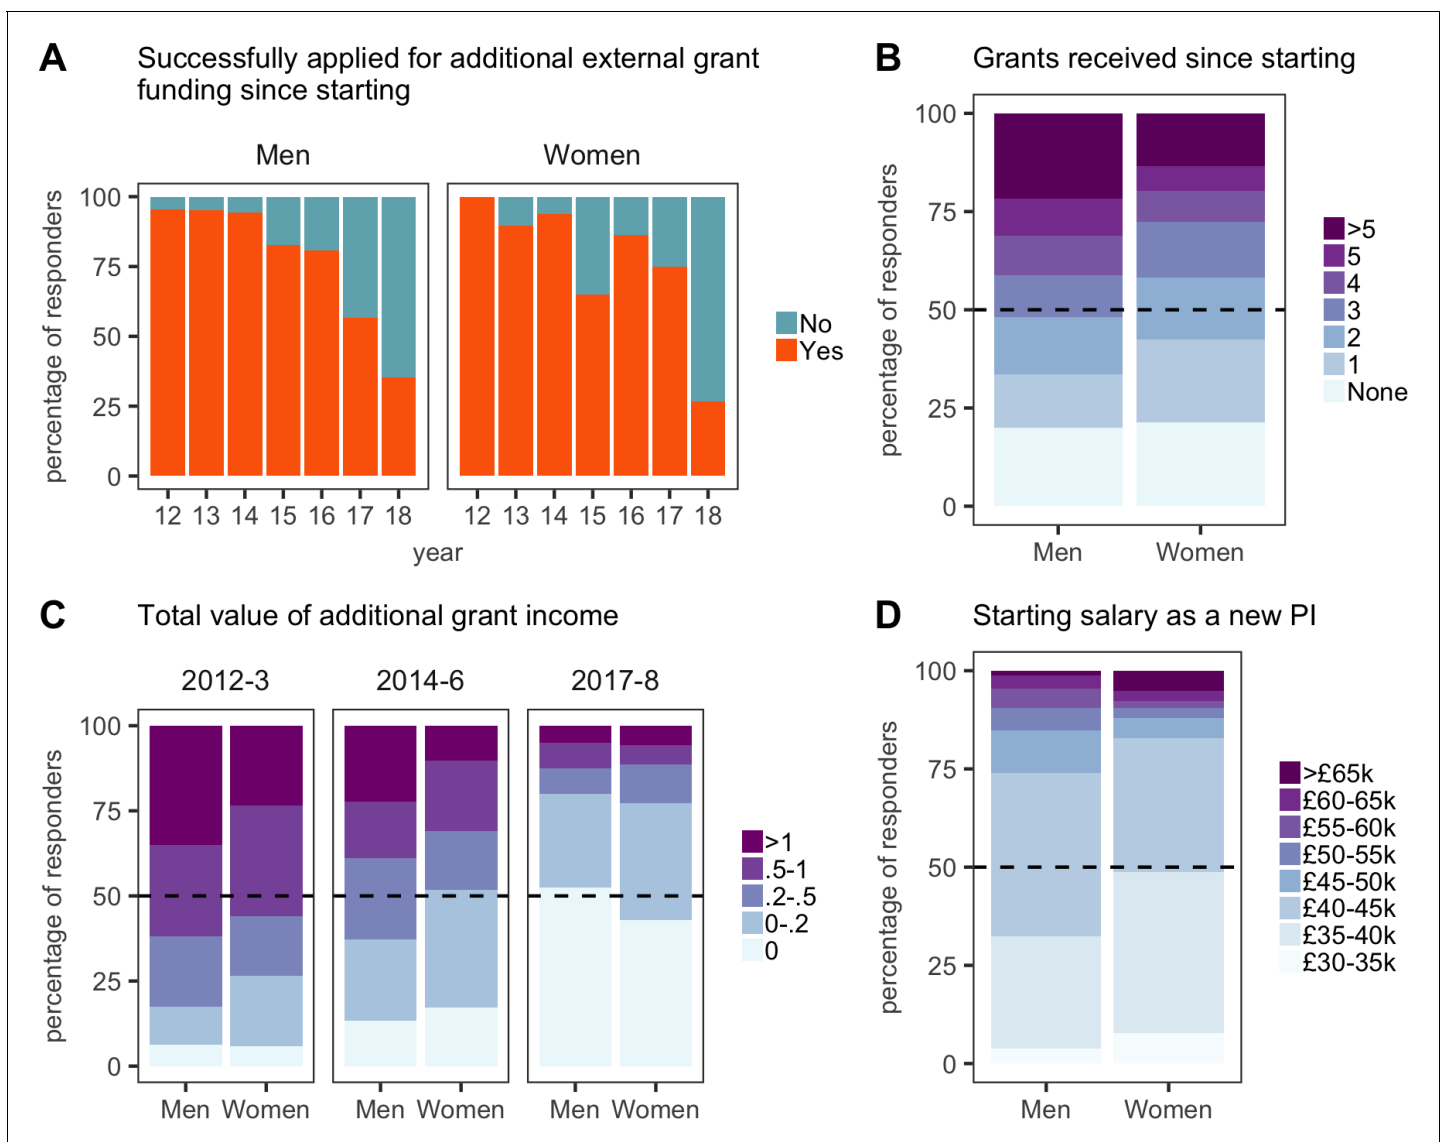 A
Successfully applied for additional external grant
funding since starting
Men
Women
percentage of responders
100
75
50
25
0
12 13 14 15 16 17 18
12 13 14 15 16 17 18
year
No
Yes
B
Grants received since starting
percentage of responders
100
75
50
25
0
Men
Women
>5
5
4
3
2
1
None
C
Total value of additional grant income
2012-3
2014-6
2017-8
percentage of responders
100
75
50
25
0
Men Women
Men Women
Men Women
>1
.5-1
.2-.5
0-.2
0
D
Starting salary as a new PI
percentage of responders
100
75
50
25
0
Men
Women
>£65k
£60-65k
£55-60k
£50-55k
£45-50k
£40-45k
£35-40k
£30-35k